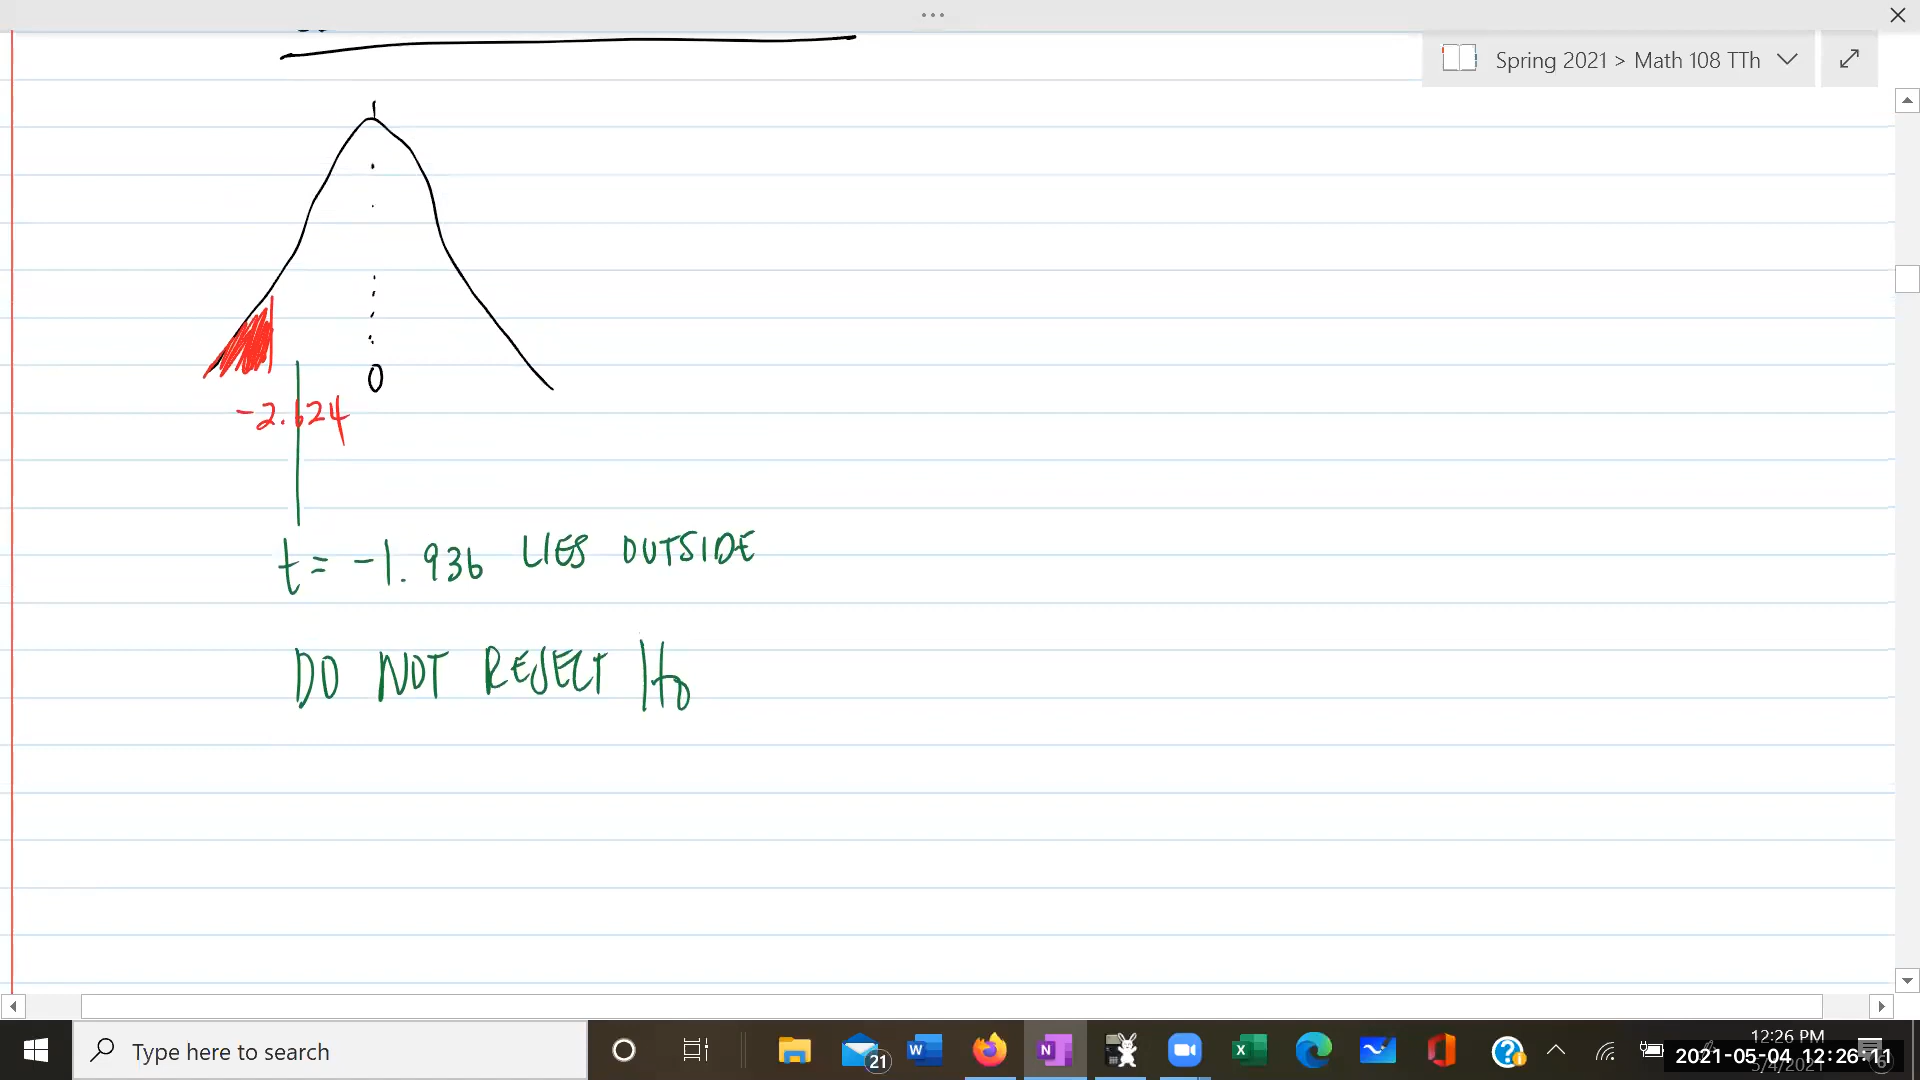 Spring 2021 > Math 108 TTh
0
-2.624
t = -1.936 LIES OUTSIDE
DO NOT REJECT H0
Type here to search
21
12:26 PM
2021-05-04 12:26:11